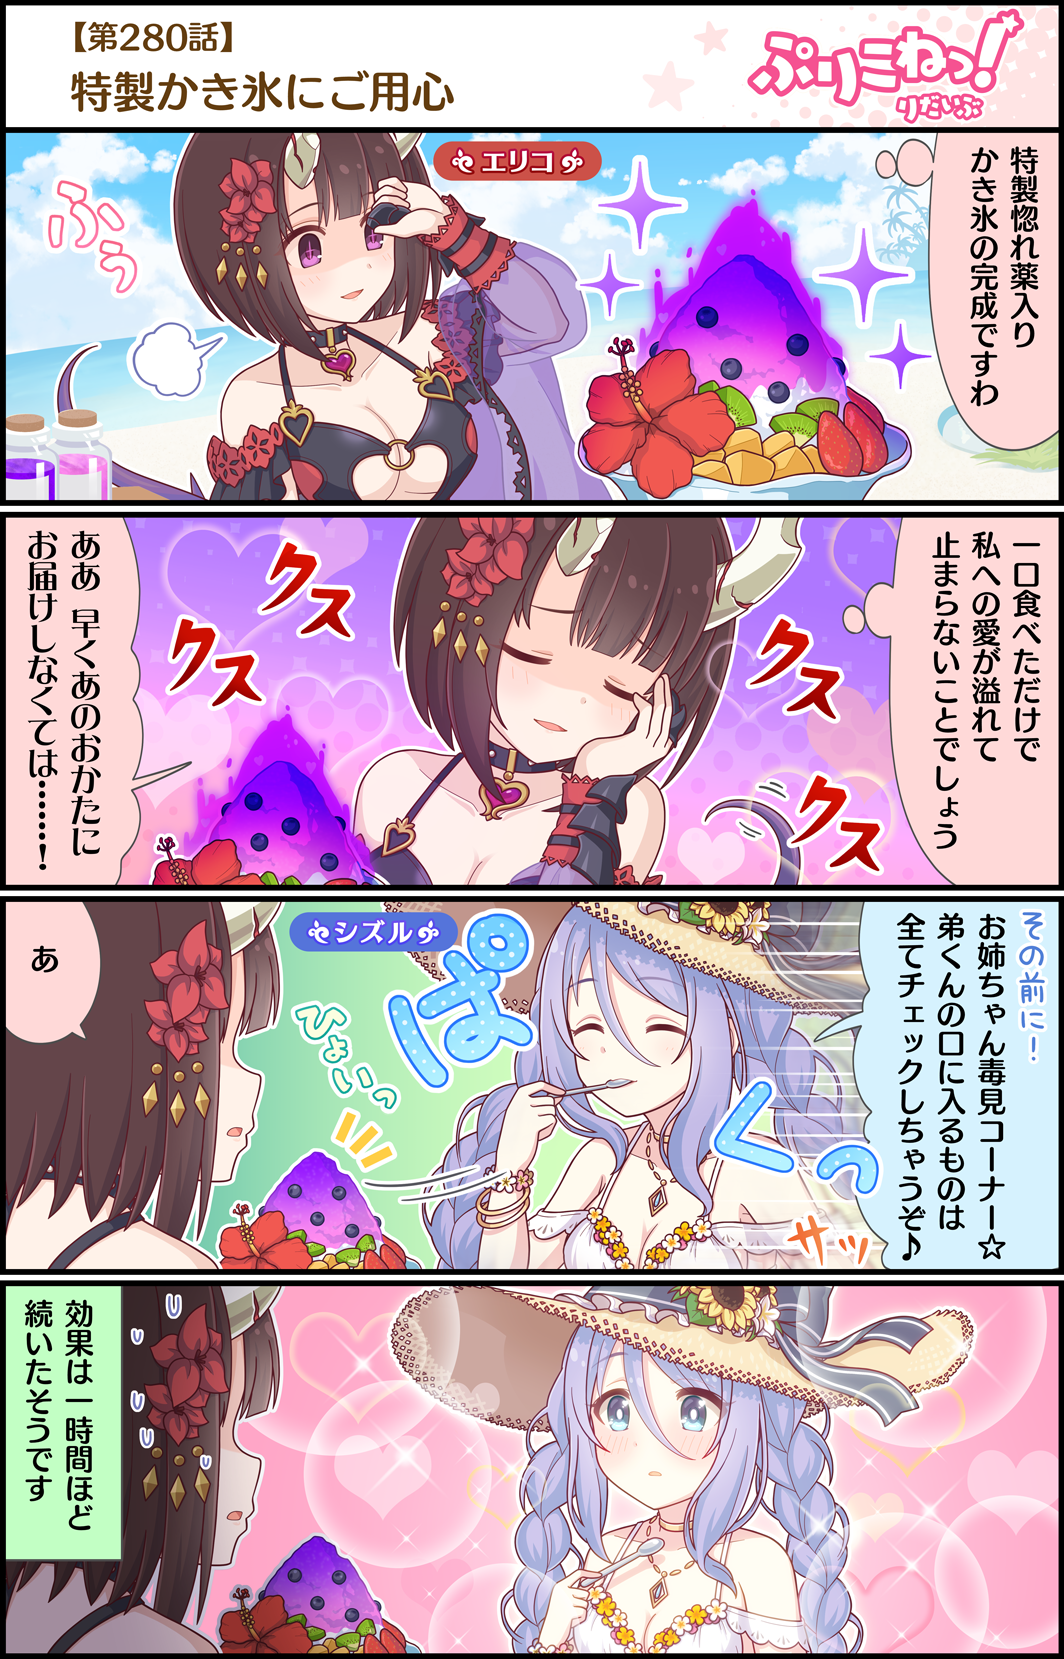 【第280話】
特製かき氷にご用心
ぷりこねっ!
りだいぶ
エリコ
特製惚れ薬入り
かき氷の完成ですわ
ふぅ
一口食べただけで
私への愛が溢れて
止まらないことでしょう
クスクス
クスクス
ああ 早くあのおかたに
お届けしなくては……!
シズル
その前に!
お姉ちゃん毒見コーナー☆
弟くんの口に入るものは
全てチェックしちゃうぞ♪
ぱくっ
ひょいっ
サッ
あ
効果は一時間ほど
続いたそうです